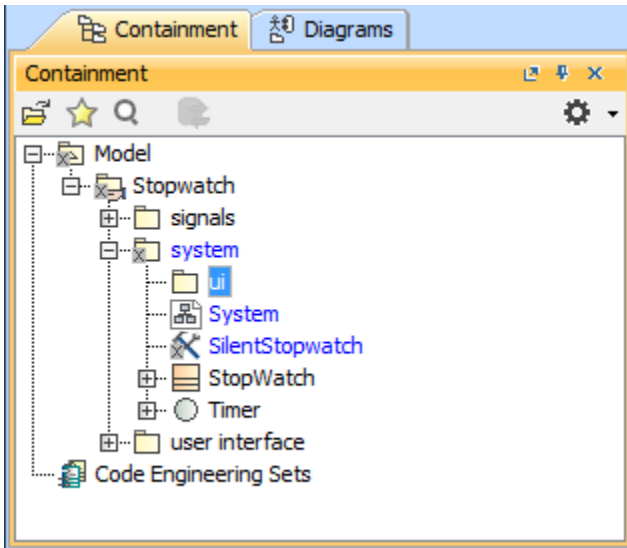 Containment Diagrams
Containment
Model
Stopwatch
signals
system
ui
System
SilentStopwatch
StopWatch
Timer
user interface
Code Engineering Sets